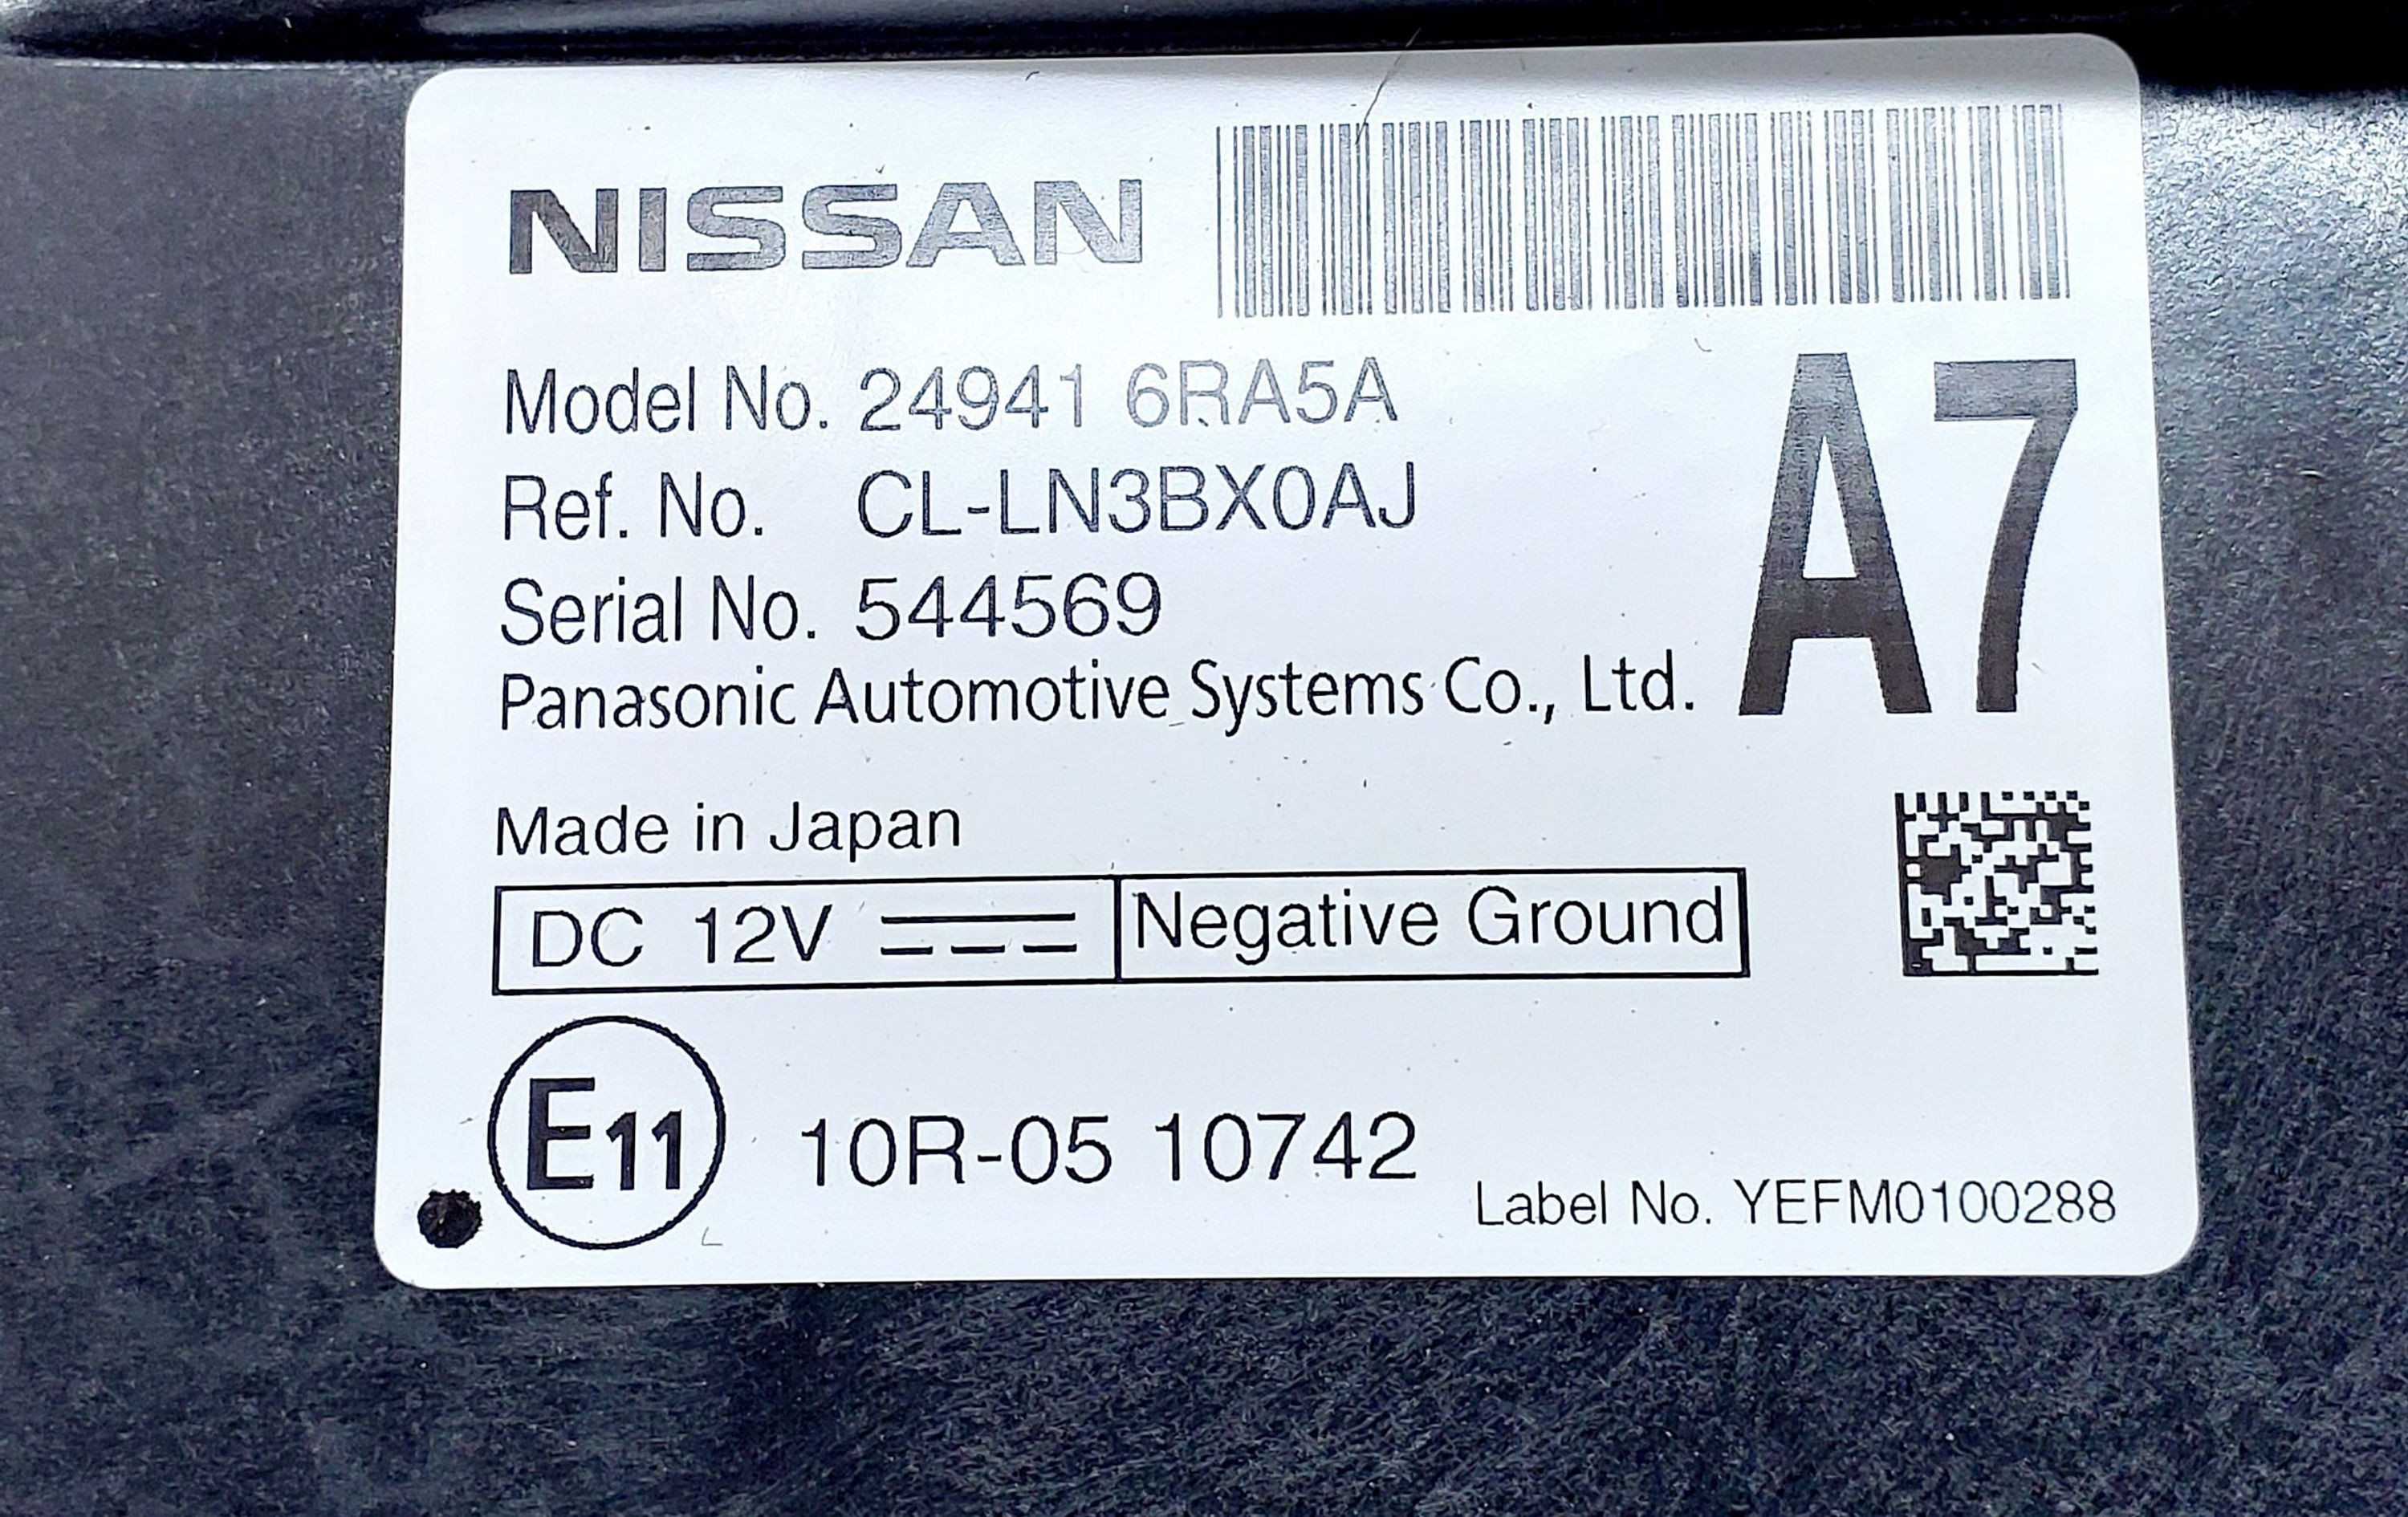 NISSAN
Model No. 24941 6RA5A
Ref. No. CL-LN3BX0AJ
Serial No. 544569
A7
Panasonic Automotive Systems Co., Ltd.
Made in Japan
DC 12V Negative Ground
E11 10R-05 10742
Label No. YEFM0100288